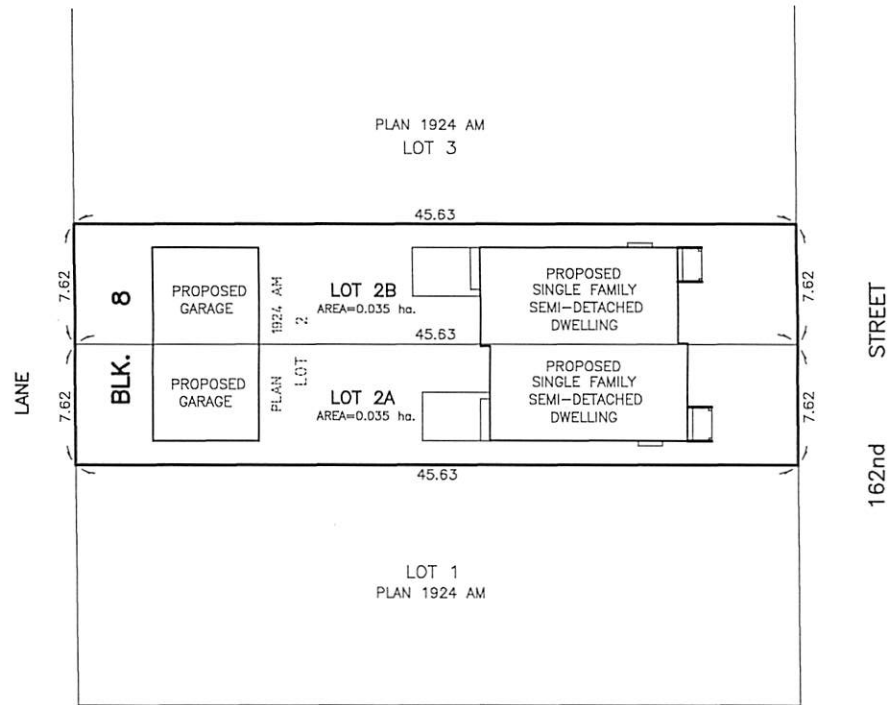 PLAN 1924 AM
LOT 3
45.63
7.62
8
PROPOSED
GARAGE
1924 AM
2
LOT 2B
AREA=0.035 ha.
PROPOSED
SINGLE FAMILY
SEMI-DETACHED
DWELLING
7.62
STREET
45.63
LANE
7.62
BLK.
PROPOSED
GARAGE
PLAN
LOT
LOT 2A
AREA=0.035 ha.
PROPOSED
SINGLE FAMILY
SEMI-DETACHED
DWELLING
7.62
162nd
45.63
LOT 1
PLAN 1924 AM